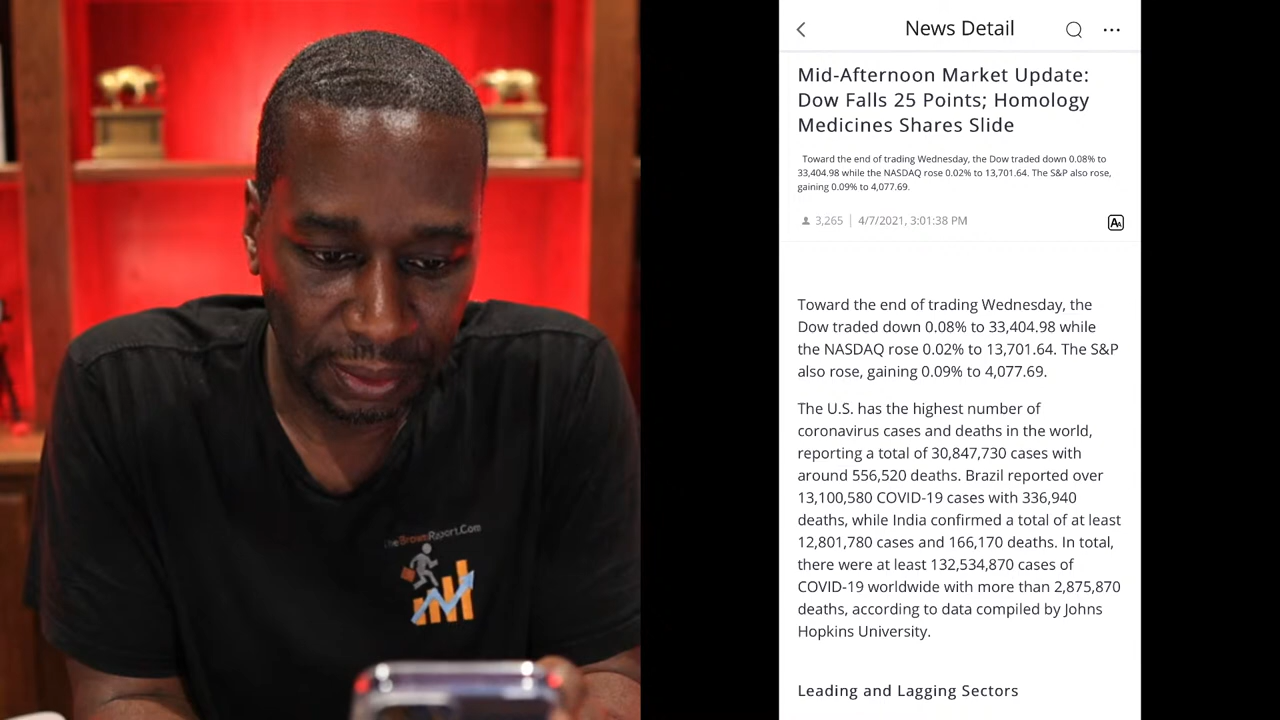 TheBrownReport.Com
News Detail
Mid-Afternoon Market Update:
Dow Falls 25 Points; Homology
Medicines Shares Slide
Toward the end of trading Wednesday, the Dow traded down 0.08% to
33,404.98 while the NASDAQ rose 0.02% to 13,701.64. The S&P also rose,
gaining 0.09% to 4,077.69.
3,265 | 4/7/2021, 3:01:38 PM
AA
Toward the end of trading Wednesday, the
Dow traded down 0.08% to 33,404.98 while
the NASDAQ rose 0.02% to 13,701.64. The S&P
also rose, gaining 0.09% to 4,077.69.
The U.S. has the highest number of
coronavirus cases and deaths in the world,
reporting a total of 30,847,730 cases with
around 556,520 deaths. Brazil reported over
13,100,580 COVID-19 cases with 336,940
deaths, while India confirmed a total of at least
12,801,780 cases and 166,170 deaths. In total,
there were at least 132,534,870 cases of
COVID-19 worldwide with more than 2,875,870
deaths, according to data compiled by Johns
Hopkins University.
Leading and Lagging Sectors